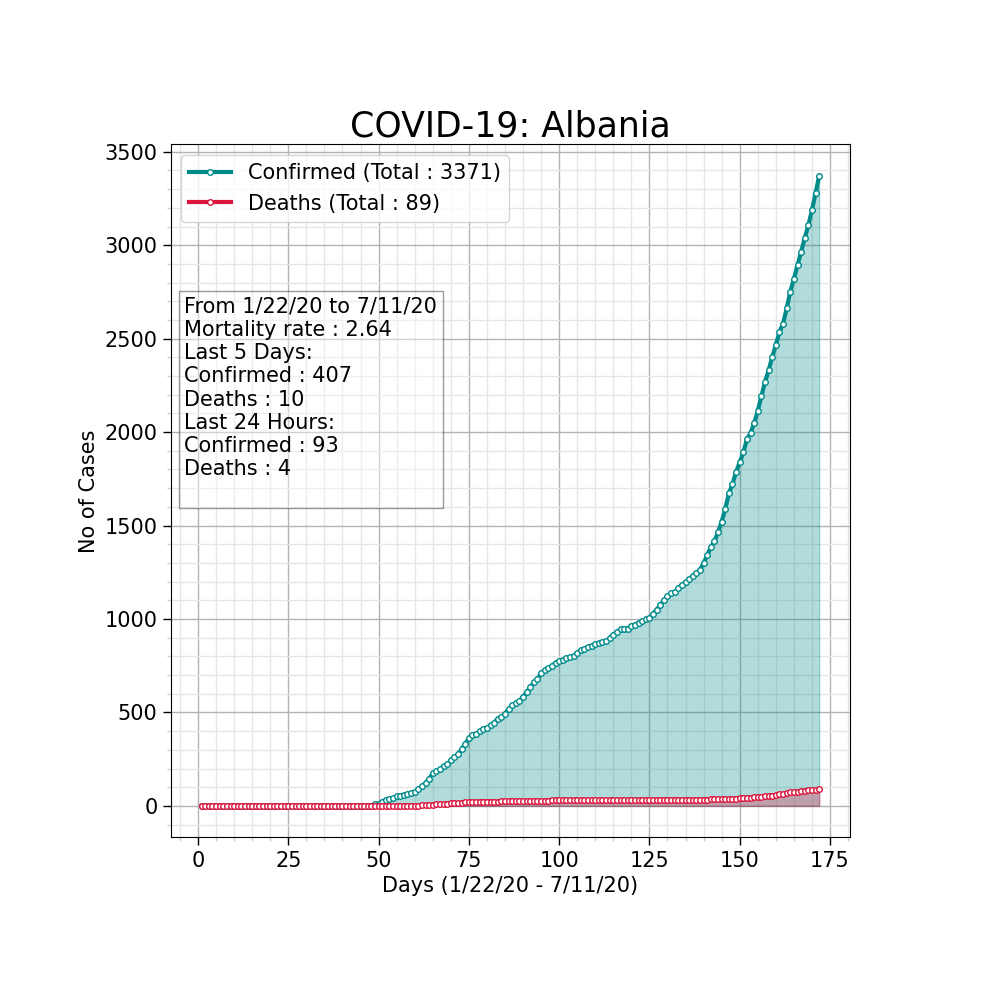 COVID-19: Albania
Confirmed (Total : 3371)
Deaths (Total : 89)
From 1/22/20 to 7/11/20
Mortality rate : 2.64
Last 5 Days:
Confirmed : 407
Deaths : 10
Last 24 Hours:
Confirmed : 93
Deaths : 4
No of Cases
3500
3000
2500
2000
1500
1000
500
0
0 25 50 75 100 125 150 175
Days (1/22/20 - 7/11/20)